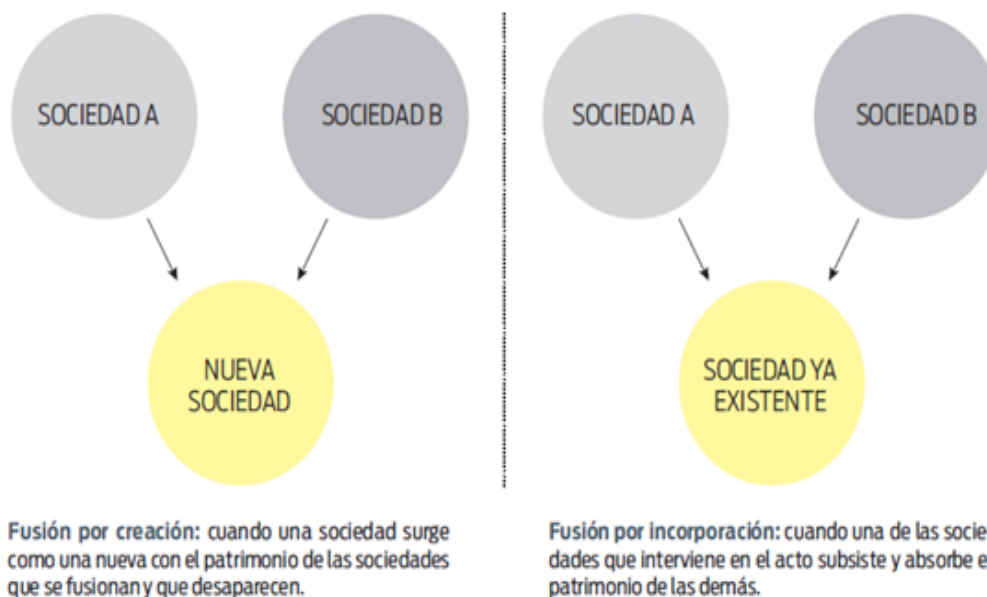 SOCIEDAD A
SOCIEDAD B
NUEVA
SOCIEDAD
Fusión por creación: cuando una sociedad surge
como una nueva con el patrimonio de las sociedades
que se fusionan y que desaparecen.
SOCIEDAD A
SOCIEDAD B
SOCIEDAD YA
EXISTENTE
Fusión por incorporación: cuando una de las socie-
dades que interviene en el acto subsiste y absorbe e
patrimonio de las demás.